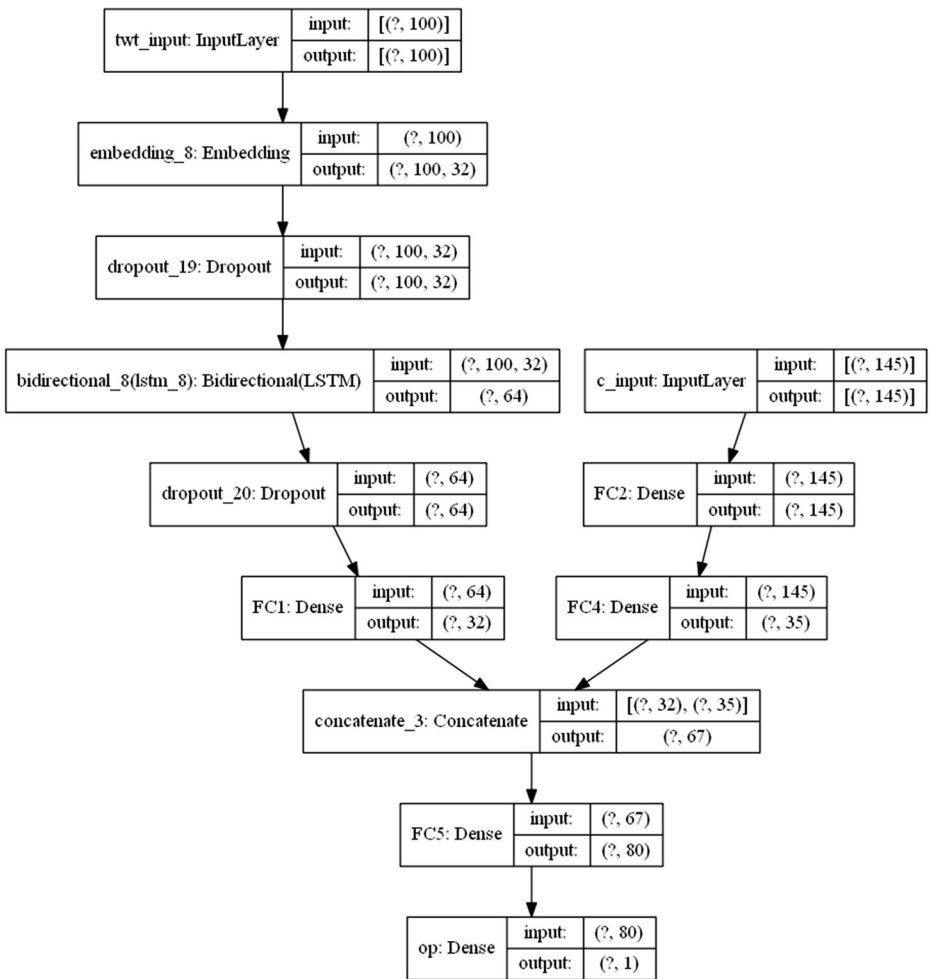 twt_input: InputLayer input: [(?, 100)]
output: [(?, 100)]
embedding_8: Embedding input: (?, 100)
output: (?, 100, 32)
dropout_19: Dropout input: (?, 100, 32)
output: (?, 100, 32)
bidirectional_8(lstm_8): Bidirectional(LSTM) input: (?, 100, 32)
output: (?, 64)
c_input: InputLayer input: [(?, 145)]
output: [(?, 145)]
dropout_20: Dropout input: (?, 64)
output: (?, 64)
FC2: Dense input: (?, 145)
output: (?, 145)
FC1: Dense input: (?, 64)
output: (?, 32)
FC4: Dense input: (?, 145)
output: (?, 35)
concatenate_3: Concatenate input: [(?, 32), (?, 35)]
output: (?, 67)
FC5: Dense input: (?, 67)
output: (?, 80)
op: Dense input: (?, 80)
output: (?, 1)